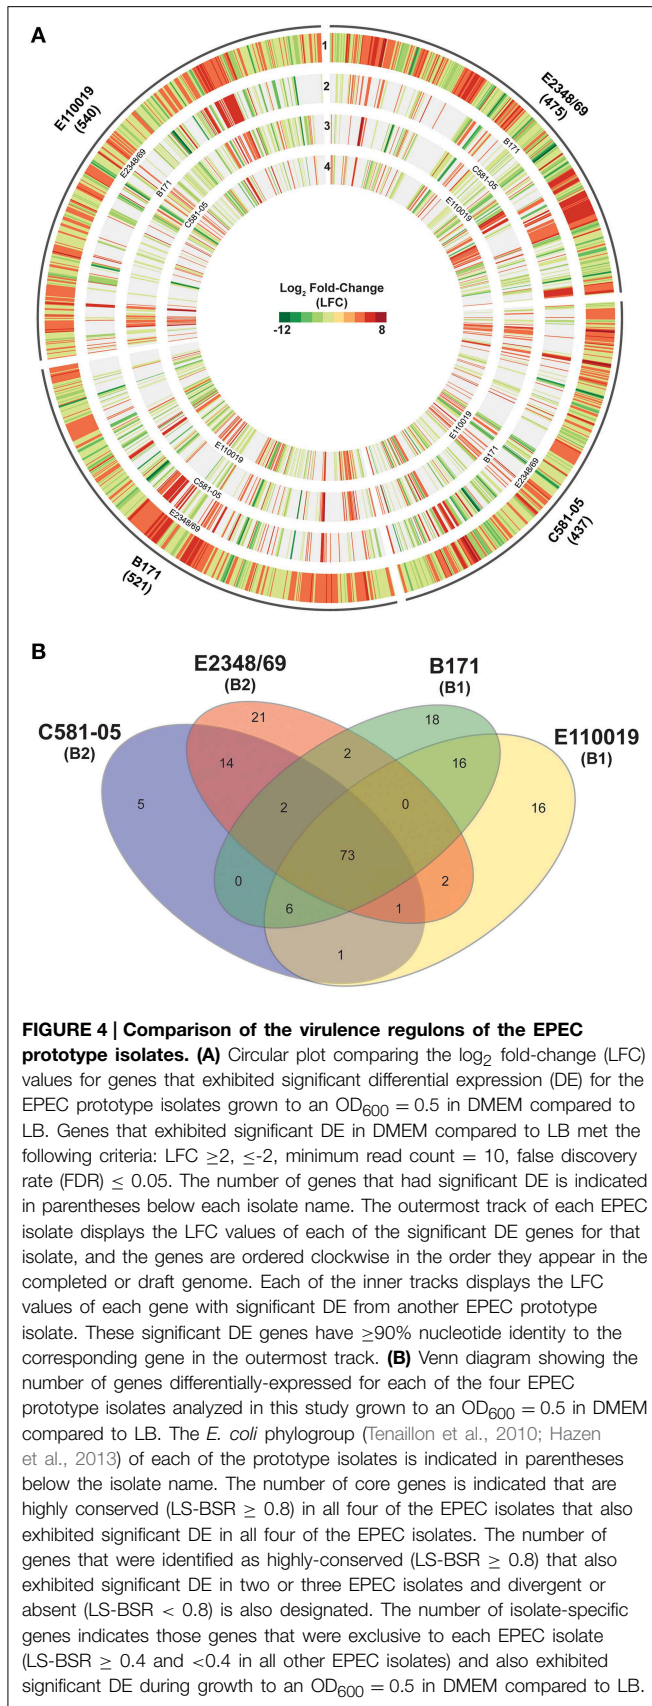 A
E110019
(540)
E2348/69
(475)
C581-05
(437)
B171
(521)
1
2
3
4
E2348/69
B171
C581-05
B171
C581-05
E110019
E110019
B171
E2348/69
E110019
C581-05
E2348/69
Log2 Fold-Change
(LFC)
-12 8
B
E2348/69
(B2)
B171
(B1)
C581-05
(B2)
E110019
(B1)
21
18
14
2
16
5
2
0
16
73
0
2
6
1
1
FIGURE 4 | Comparison of the virulence regulons of the EPEC
prototype isolates. (A) Circular plot comparing the log2 fold-change (LFC)
values for genes that exhibited significant differential expression (DE) for the
EPEC prototype isolates grown to an OD600 = 0.5 in DMEM compared to
LB. Genes that exhibited significant DE in DMEM compared to LB met the
following criteria: LFC ≥2, ≤-2, minimum read count = 10, false discovery
rate (FDR) ≤ 0.05. The number of genes that had significant DE is indicated
in parentheses below each isolate name. The outermost track of each EPEC
isolate displays the LFC values of each of the significant DE genes for that
isolate, and the genes are ordered clockwise in the order they appear in the
completed or draft genome. Each of the inner tracks displays the LFC
values of each gene with significant DE from another EPEC prototype
isolate. These significant DE genes have ≥90% nucleotide identity to the
corresponding gene in the outermost track. (B) Venn diagram showing the
number of genes differentially-expressed for each of the four EPEC
prototype isolates analyzed in this study grown to an OD600 = 0.5 in DMEM
compared to LB. The E. coli phylogroup (Tenaillon et al., 2010; Hazen
et al., 2013) of each of the prototype isolates is indicated in parentheses
below the isolate name. The number of core genes is indicated that are
highly conserved (LS-BSR ≥ 0.8) in all four of the EPEC isolates that also
exhibited significant DE in all four of the EPEC isolates. The number of
genes that were identified as highly-conserved (LS-BSR ≥ 0.8) that also
exhibited significant DE in two or three EPEC isolates and divergent or
absent (LS-BSR < 0.8) is also designated. The number of isolate-specific
genes indicates those genes that were exclusive to each EPEC isolate
(LS-BSR ≥ 0.4 and <0.4 in all other EPEC isolates) and also exhibited
significant DE during growth to an OD600 = 0.5 in DMEM compared to LB.